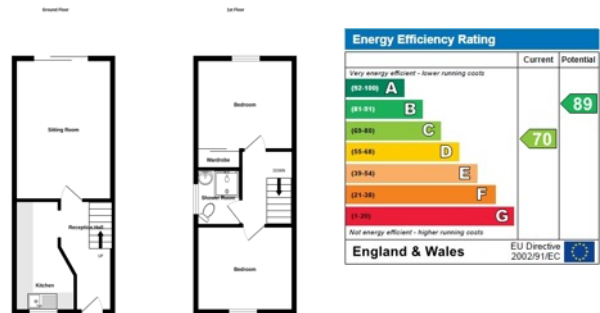 Ground Floor
Sitting Room
Reception Hall
UP
Kitchen
1st Floor
Bedroom
Wardrobe
DOWN
Shower Room
Bedroom
Energy Efficiency Rating
Current Potential
Very energy efficient - lower running costs
(92-100) A
(81-91) B
89
(69-80) C
70
(55-68) D
(39-54) E
(21-38) F
(1-20) G
Not energy efficient - higher running costs
England & Wales
EU Directive
2002/91/EC